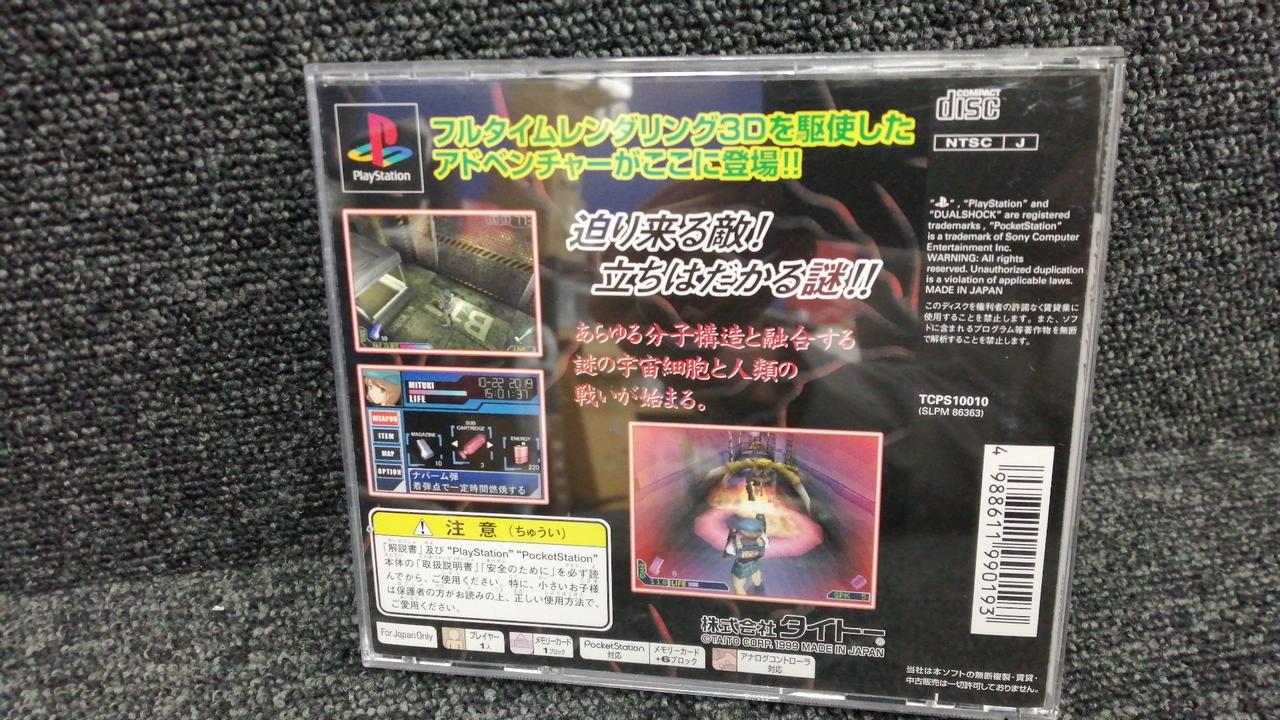 PlayStation
フルタイムレンダリング3Dを駆使した
アドベンチャーがここに登場!!
迫り来る敵!
立ちはだかる謎!!
あらゆる分子構造と融合する
謎の宇宙細胞と人類の
戦いが始まる。
MITUKI
LIFE
10-22 2019
15:01:37
WEAPON
ITEM
MAP
OPTION
MAGAZINE
10
SUB
CARTRIDGE
3
ENERGY
220
ナパーム弾
着弾点で一定時間燃焼する
LIFE
注意(ちゅうい)
「解説書」及び "PlayStation" "PocketStation"
本体の「取扱説明書」「安全のために」を必ず読
んでから、ご使用ください。特に、小さいお子様
は保護者の方がお読みの上、正しい使用方法で、
ご愛用ください。
For Japan Only
プレイヤー
1人
メモリーカード
1ブロック
PocketStation
対応
メモリーカード
+6ブロック
アナログコントローラ
対応
株式会社タイトー
©TAITO CORP. 1999 MADE IN JAPAN
COMPACT
disc
NTSC J
" ", "PlayStation" and
"DUALSHOCK" are registered
trademarks, "PocketStation"
is a trademark of Sony Computer
Entertainment Inc.
WARNING: All rights
reserved. Unauthorized duplication
is a violation of applicable laws.
MADE IN JAPAN
このディスクを権利者の許諾なく賃貸業に
使用することを禁止します。また、ソフ
トに含まれるプログラム等著作物を無断
で解析することを禁止します。
TCPS10010
(SLPM 86363)
4 988611 990193
当社は本ソフトの無断複製・賃貸・
中古販売は一切許可しておりません。